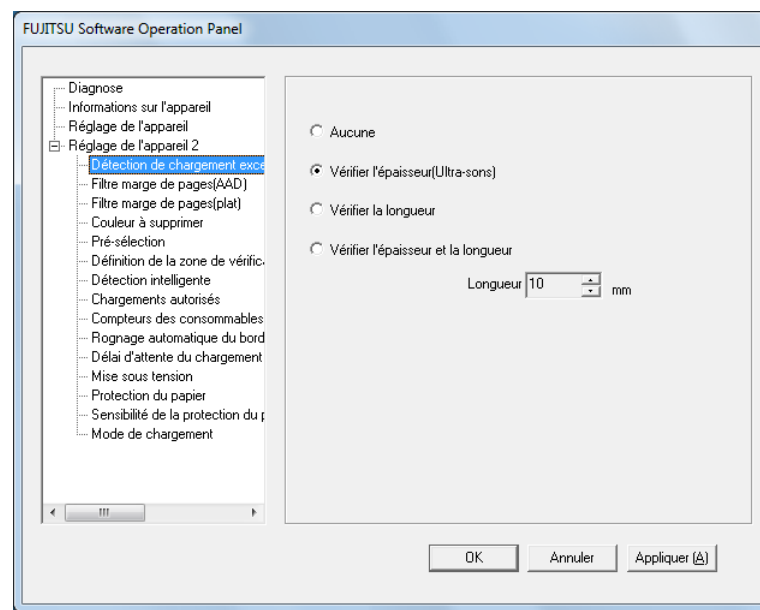 FUJITSU Software Operation Panel
Diagnose
Informations sur l'appareil
Réglage de l'appareil
Réglage de l'appareil 2
Détection de chargement exce
Filtre marge de pages(AAD)
Filtre marge de pages(plat)
Couleur à supprimer
Pré-sélection
Définition de la zone de vérific
Détection intelligente
Chargements autorisés
Compteurs des consommables
Rognage automatique du bord
Délai d'attente du chargement
Mise sous tension
Protection du papier
Sensibilité de la protection du p
Mode de chargement
Aucune
Vérifier l'épaisseur(Ultra-sons)
Vérifier la longueur
Vérifier l'épaisseur et la longueur
Longueur 10 mm
OK Annuler Appliquer (A)